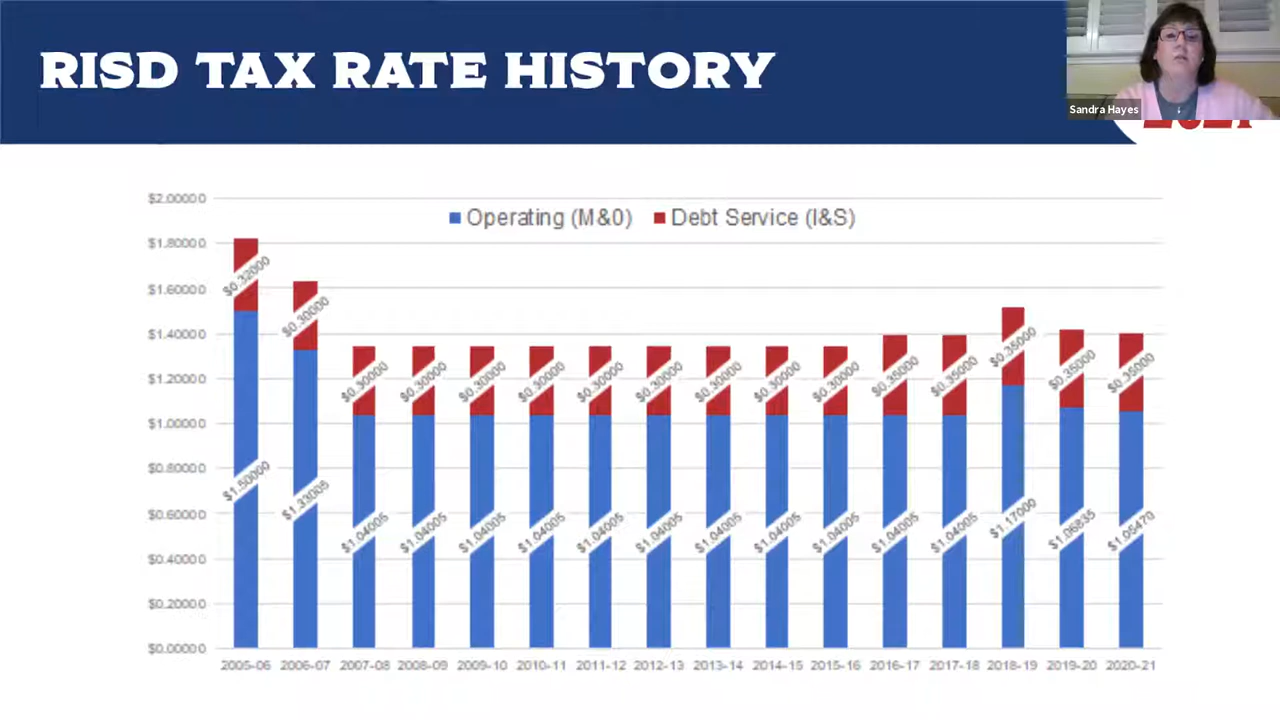 RISD TAX RATE HISTORY
Sandra Hayes
2021
Operating (M&0) Debt Service (I&S)
$2.00000
$1.80000
$1.60000
$1.40000
$1.20000
$1.00000
$0.80000
$0.60000
$0.40000
$0.20000
$0.00000
$0.32000 $0.30000 $0.30000 $0.30000 $0.30000 $0.30000 $0.30000 $0.30000 $0.30000 $0.30000 $0.30000 $0.35000 $0.35000 $0.35000 $0.35000 $0.35000
$1.50000 $1.33005 $1.04005 $1.04005 $1.04005 $1.04005 $1.04005 $1.04005 $1.04005 $1.04005 $1.04005 $1.04005 $1.04005 $1.17000 $1.06835 $1.05470
2005-06 2006-07 2007-08 2008-09 2009-10 2010-11 2011-12 2012-13 2013-14 2014-15 2015-16 2016-17 2017-18 2018-19 2019-20 2020-21